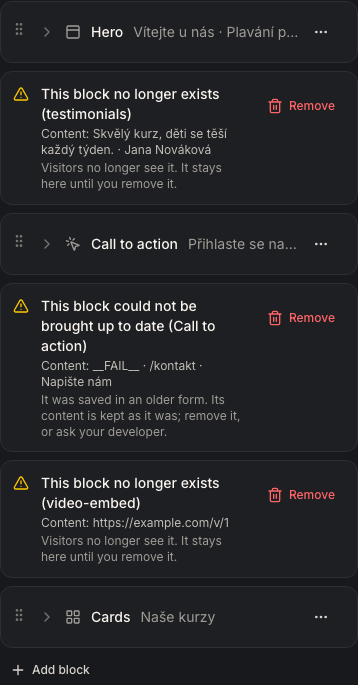 Hero Vítejte u nás · Plavání p...
This block no longer exists
(testimonials)
Remove
Content: Skvělý kurz, děti se těší
každý týden. · Jana Nováková
Visitors no longer see it. It stays
here until you remove it.
Call to action Přihlaste se na...
This block could not be
brought up to date (Call to
action)
Remove
Content: __FAIL__ · /kontakt ·
Napište nám
It was saved in an older form. Its
content is kept as it was; remove it,
or ask your developer.
This block no longer exists
(video-embed)
Remove
Content: https://example.com/v/1
Visitors no longer see it. It stays
here until you remove it.
Cards Naše kurzy
Add block